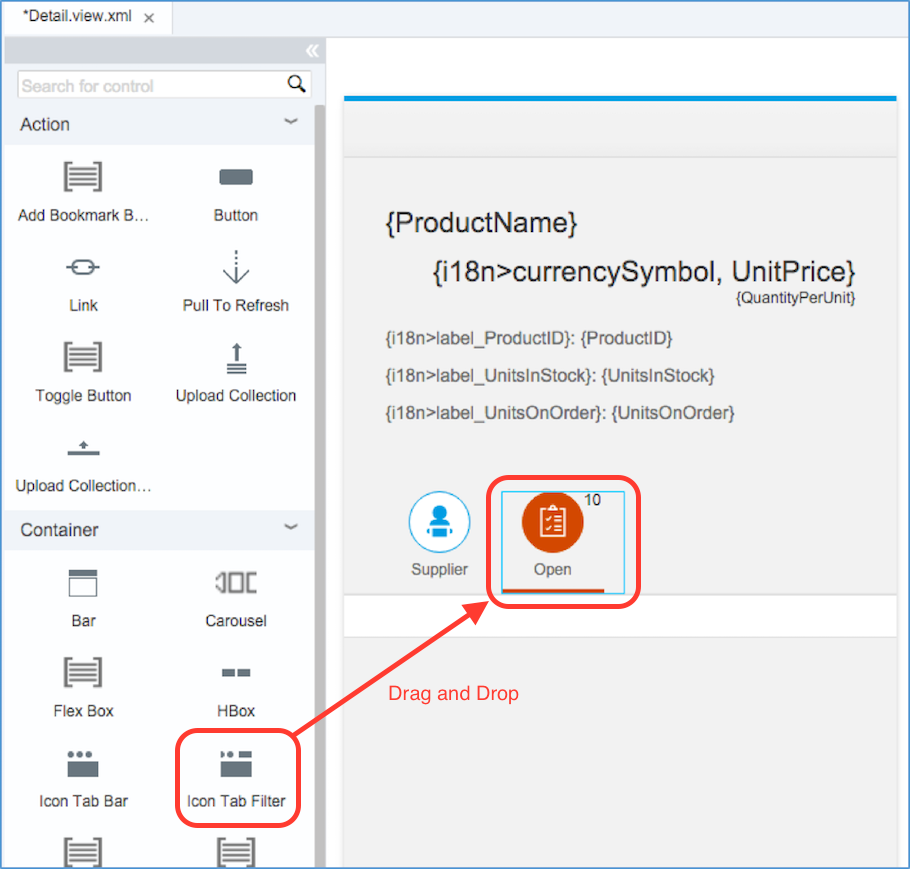 *Detail.view.xml ×
«
Search for control
Action
Add Bookmark B...
Button
Link
Pull To Refresh
Toggle Button
Upload Collection
Upload Collection...
Container
Bar
Carousel
Flex Box
HBox
Icon Tab Bar
Icon Tab Filter
{ProductName}
{i18n>currencySymbol, UnitPrice}
{QuantityPerUnit}
{i18n>label_ProductID}: {ProductID}
{i18n>label_UnitsInStock}: {UnitsInStock}
{i18n>label_UnitsOnOrder}: {UnitsOnOrder}
10
Supplier
Open
Drag and Drop